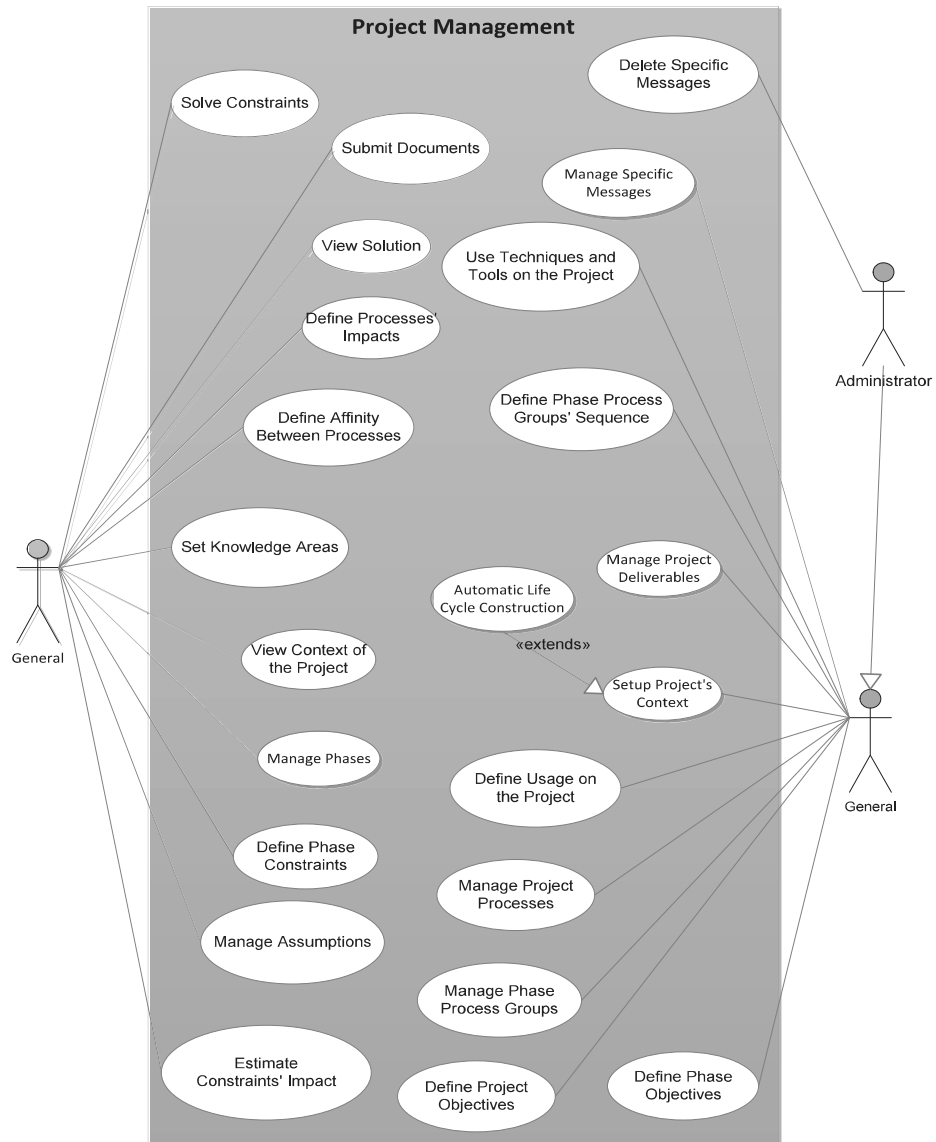 Project Management
Delete Specific
Messages
Solve Constraints
Submit Documents
Manage Specific
Messages
View Solution
Use Techniques and
Tools on the Project
Define Processes'
Impacts
Administrator
Define Phase Process
Groups' Sequence
Define Affinity
Between Processes
Set Knowledge Areas
Manage Project
Deliverables
Automatic Life
Cycle Construction
«extends»
General
View Context of
the Project
Setup Project's
Context
Manage Phases
Define Usage on
the Project
General
Define Phase
Constraints
Manage Project
Processes
Manage Assumptions
Manage Phase
Process Groups
Estimate
Constraints' Impact
Define Project
Objectives
Define Phase
Objectives